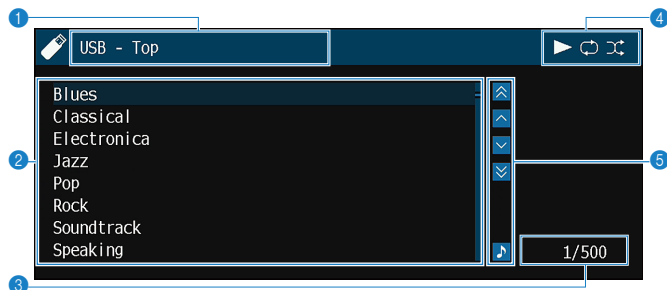 1
4
USB - Top
Blues
Classical
Electronica
2
5
Jazz
Pop
Rock
Soundtrack
Speaking
1/500
3